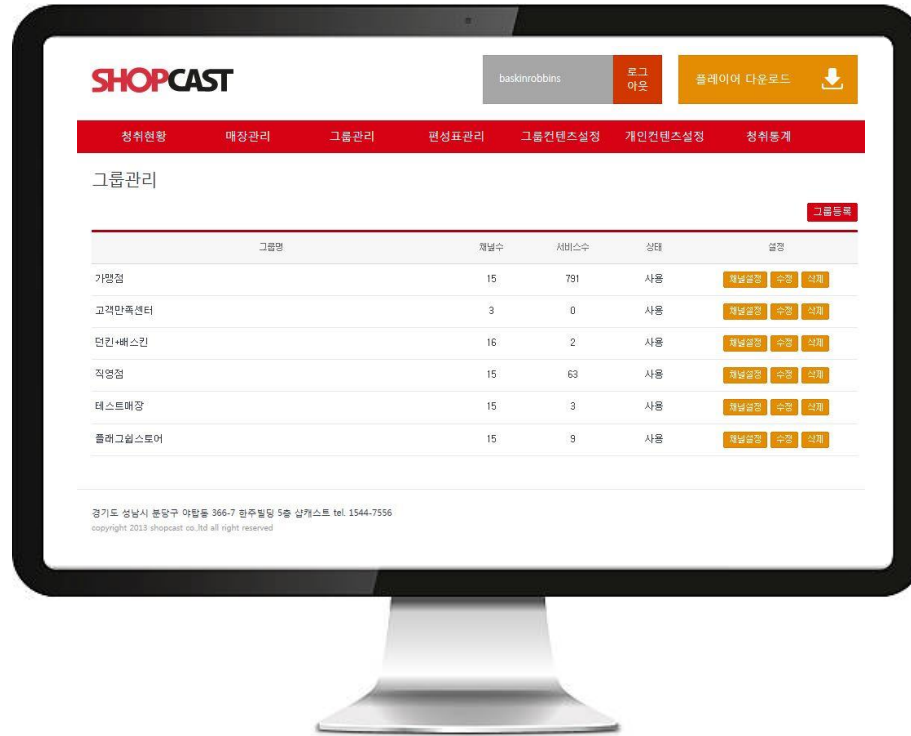 SHOPCAST
baskinrobbins
로그
아웃
플레이어 다운로드
청취현황 매장관리 그룹관리 편성표관리 그룹컨텐츠설정 개인컨텐츠설정 청취통계
그룹관리
그룹등록
그룹명 채널수 서비스수 상태 설정
가맹점 15 791 사용 채널설정 수정 삭제
고객만족센터 3 0 사용 채널설정 수정 삭제
던킨+배스킨 16 2 사용 채널설정 수정 삭제
직영점 15 63 사용 채널설정 수정 삭제
테스트매장 15 3 사용 채널설정 수정 삭제
플래그쉽스토어 15 9 사용 채널설정 수정 삭제
경기도 성남시 분당구 야탑동 366-7 한주빌딩 5층 샵캐스트 tel. 1544-7556
copyright 2013 shopcast co.,ltd all right reserved